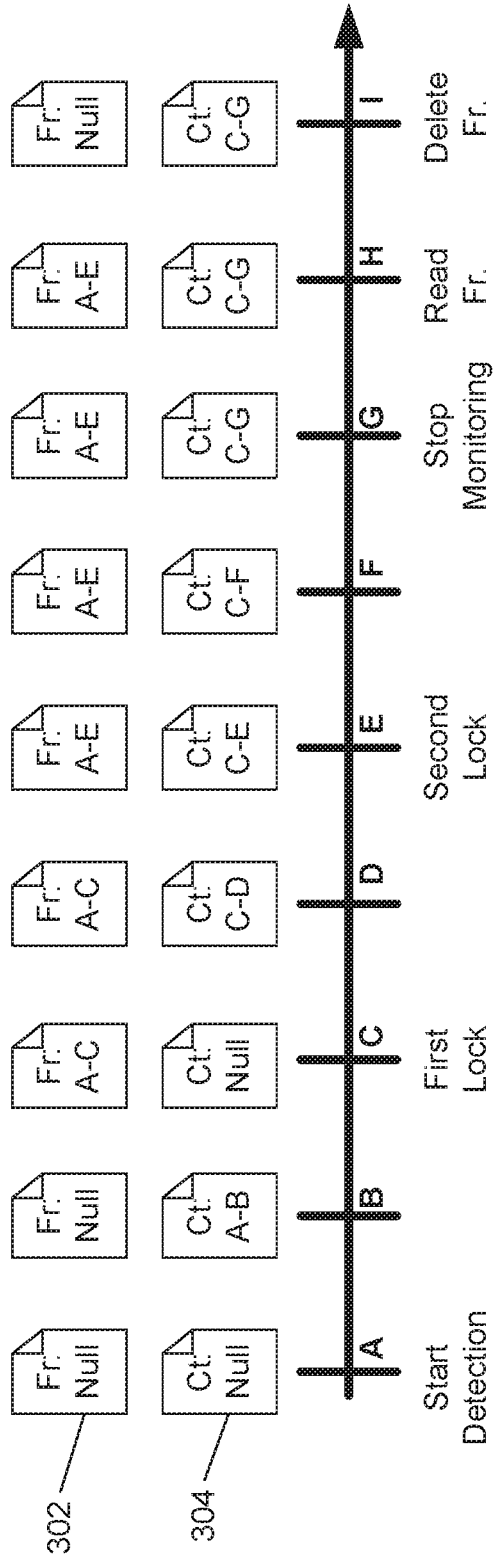 302
Fr.
Null
Fr.
Null
Fr.
A-C
Fr.
A-C
Fr.
A-E
Fr.
A-E
Fr.
A-E
Fr.
A-E
Fr.
Null
304
Ct.
Null
Ct.
A-B
Ct.
Null
Ct.
C-D
Ct.
C-E
Ct.
C-F
Ct.
C-G
Ct.
C-G
Ct.
C-G
A
B
C
D
E
F
G
H
I
Start
Detection
First
Lock
Second
Lock
Stop
Monitoring
Read
Fr.
Delete
Fr.